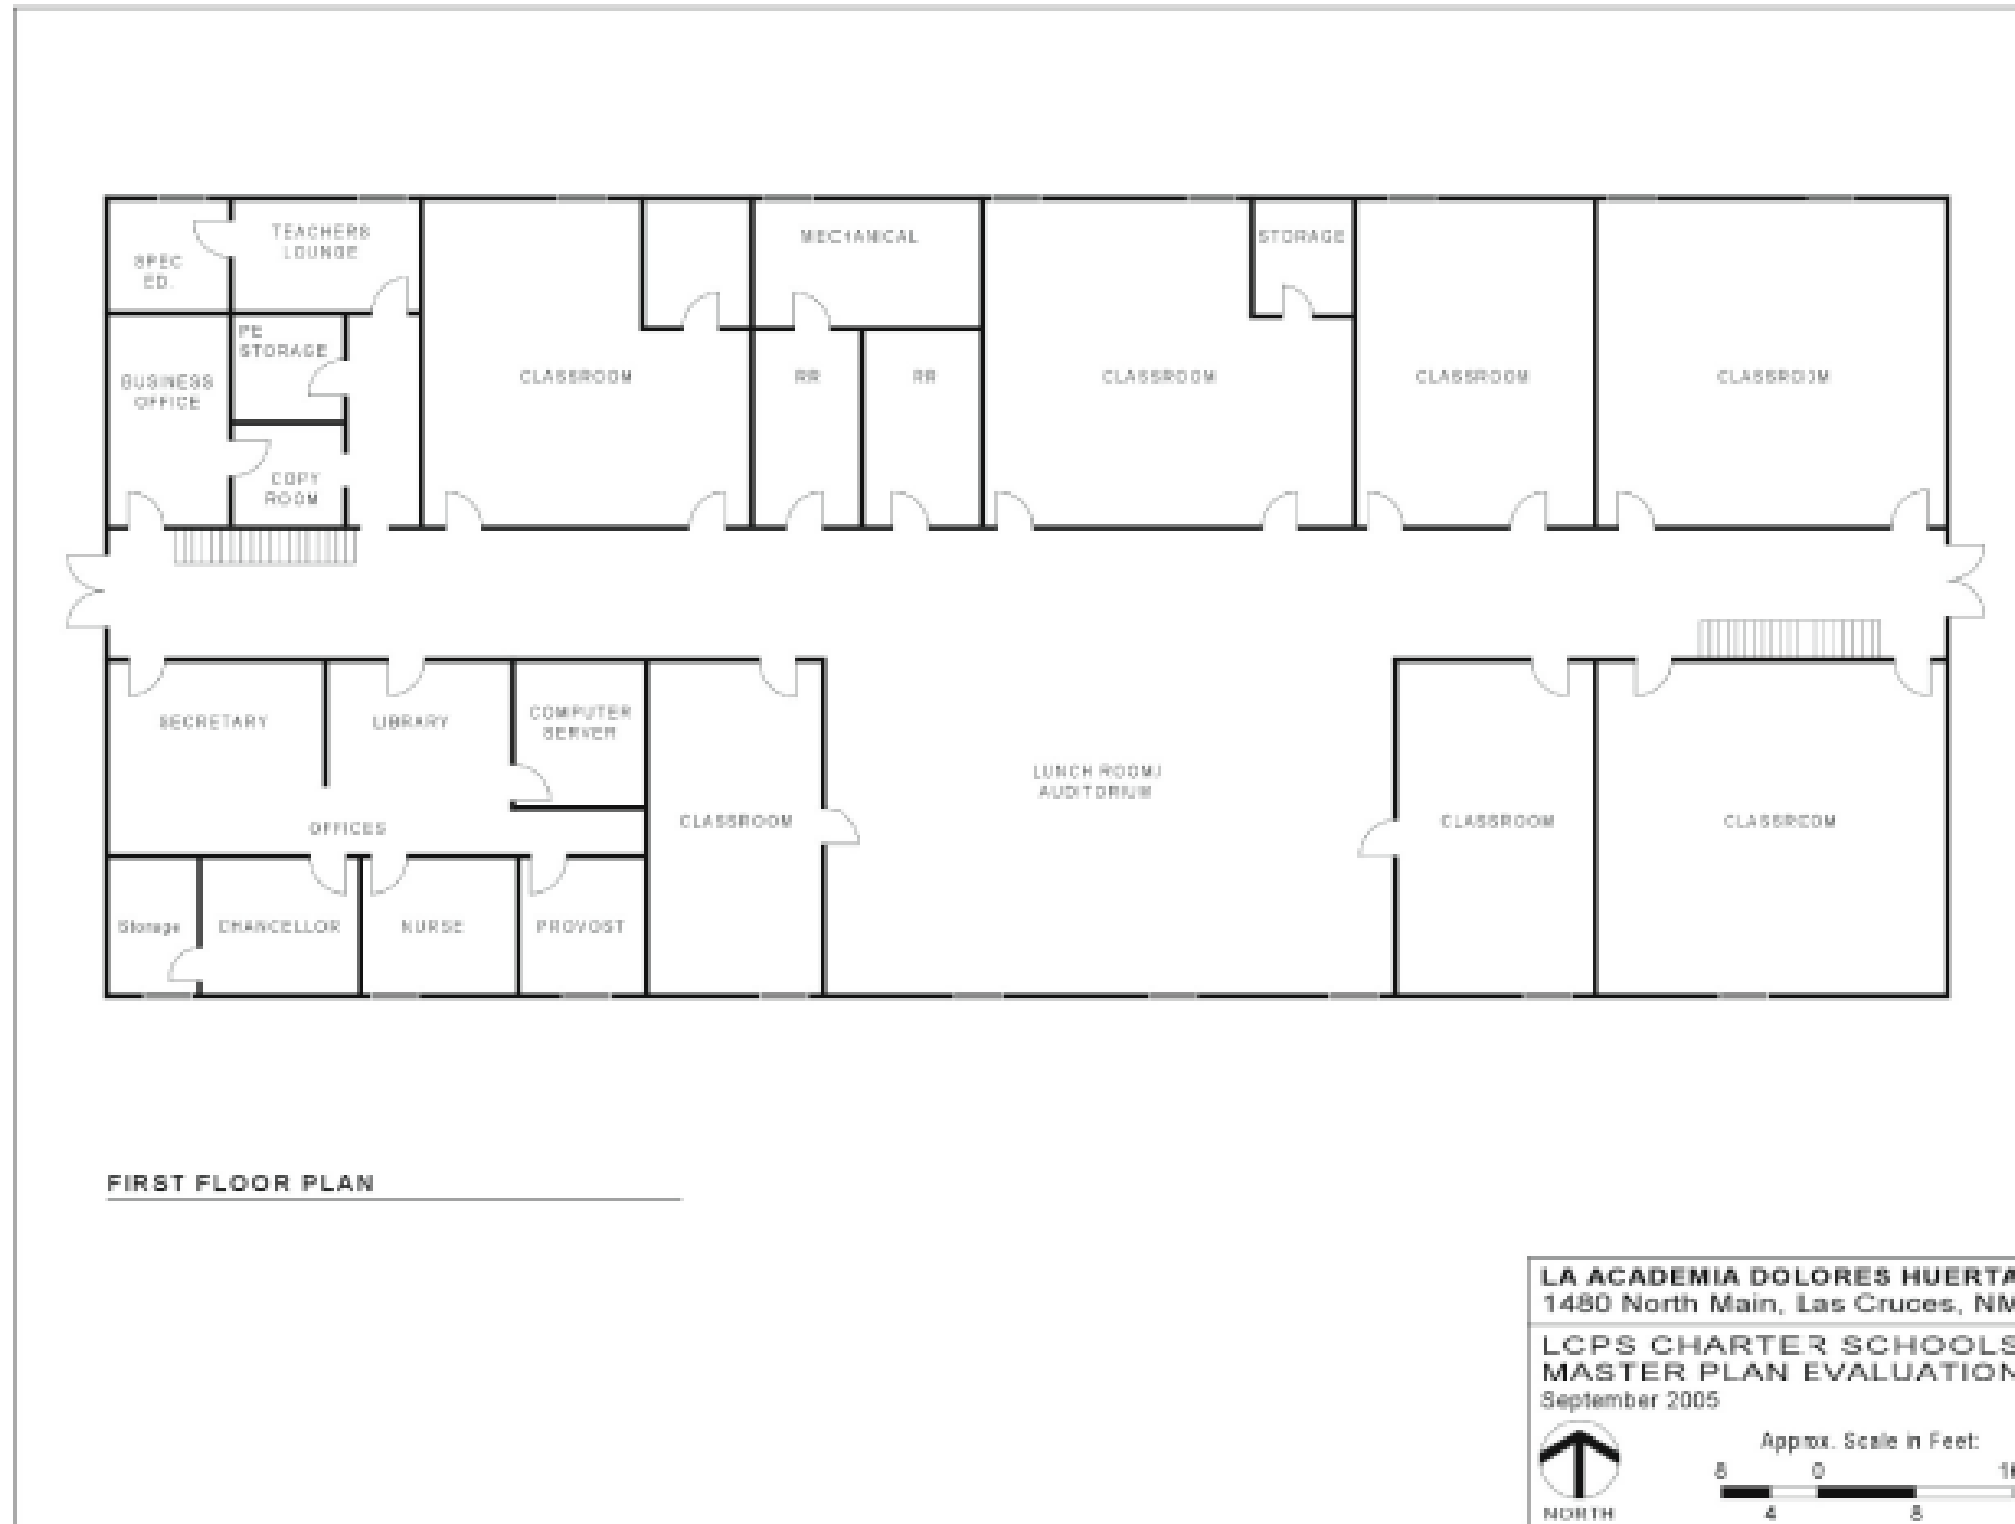 TEACHERS
LOUNGE
SPEC
ED.
MECHANICAL
STORAGE
PE
STORAGE
BUSINESS
OFFICE
CLASSROOM
RR
RR
CLASSROOM
CLASSROOM
CLASSROOM
COPY
ROOM
SECRETARY
LIBRARY
COMPUTER
SERVER
LUNCH ROOM/
AUDITORIUM
OFFICES
CLASSROOM
CLASSROOM
CLASSROOM
Storage
CHANCELLOR
NURSE
PROVOST
FIRST FLOOR PLAN
LA ACADEMIA DOLORES HUERTA
1480 North Main, Las Cruces, NM
LCPS CHARTER SCHOOLS
MASTER PLAN EVALUATION
September 2005
Approx. Scale in Feet:
8 0
4 8
NORTH